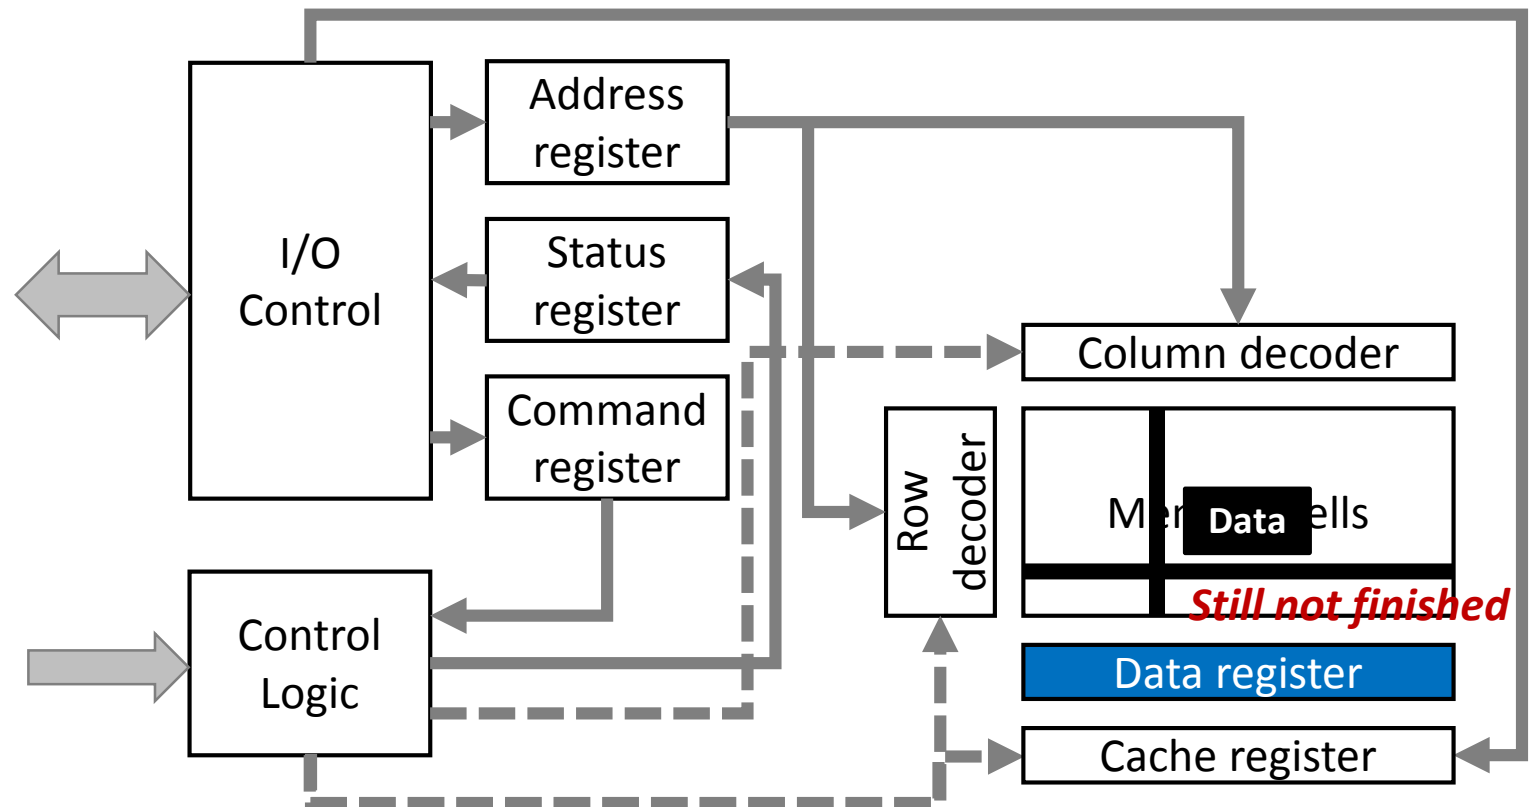 Address
register
I/O
Control
Status
register
Command
register
Column decoder
Row
decoder
Data
ells
Still not finished
Control
Logic
Data register
Cache register